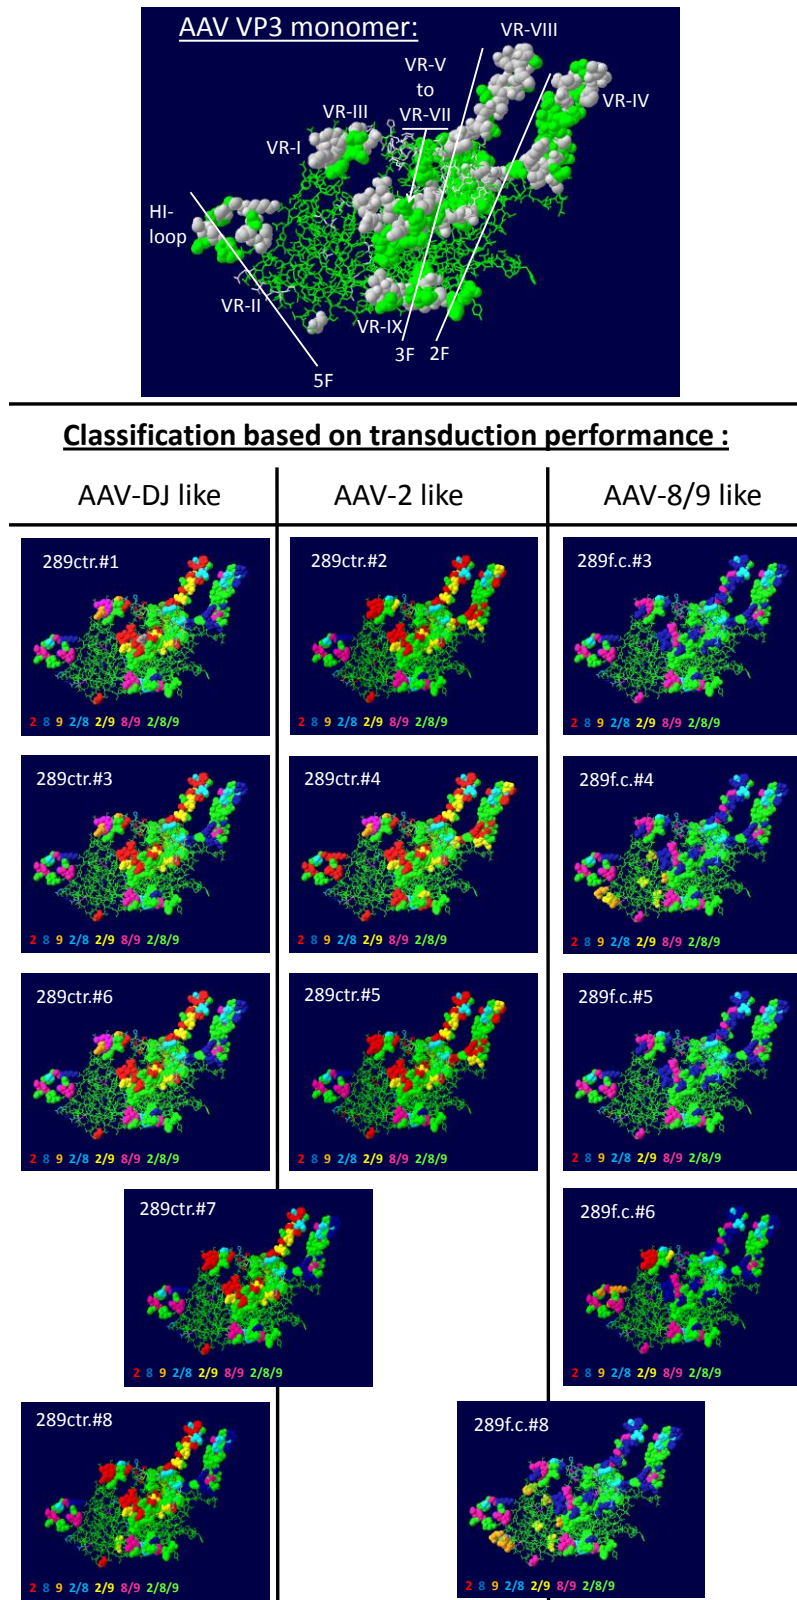 AAV VP3 monomer:
VR-VIII
VR-V
to
VR-VII
VR-IV
VR-III
VR-I
HI-
loop
VR-II
VR-IX
3F
2F
5F
Classification based on transduction performance :
AAV-DJ like
AAV-2 like
AAV-8/9 like
289ctr.#1
2 8 9 2/8 2/9 8/9 2/8/9
289ctr.#2
2 8 9 2/8 2/9 8/9 2/8/9
289f.c.#3
2 8 9 2/8 2/9 8/9 2/8/9
289ctr.#3
2 8 9 2/8 2/9 8/9 2/8/9
289ctr.#4
2 8 9 2/8 2/9 8/9 2/8/9
289f.c.#4
2 8 9 2/8 2/9 8/9 2/8/9
289ctr.#6
2 8 9 2/8 2/9 8/9 2/8/9
289ctr.#5
2 8 9 2/8 2/9 8/9 2/8/9
289f.c.#5
2 8 9 2/8 2/9 8/9 2/8/9
289ctr.#7
2 8 9 2/8 2/9 8/9 2/8/9
289f.c.#6
2 8 9 2/8 2/9 8/9 2/8/9
289ctr.#8
2 8 9 2/8 2/9 8/9 2/8/9
289f.c.#8
2 8 9 2/8 2/9 8/9 2/8/9